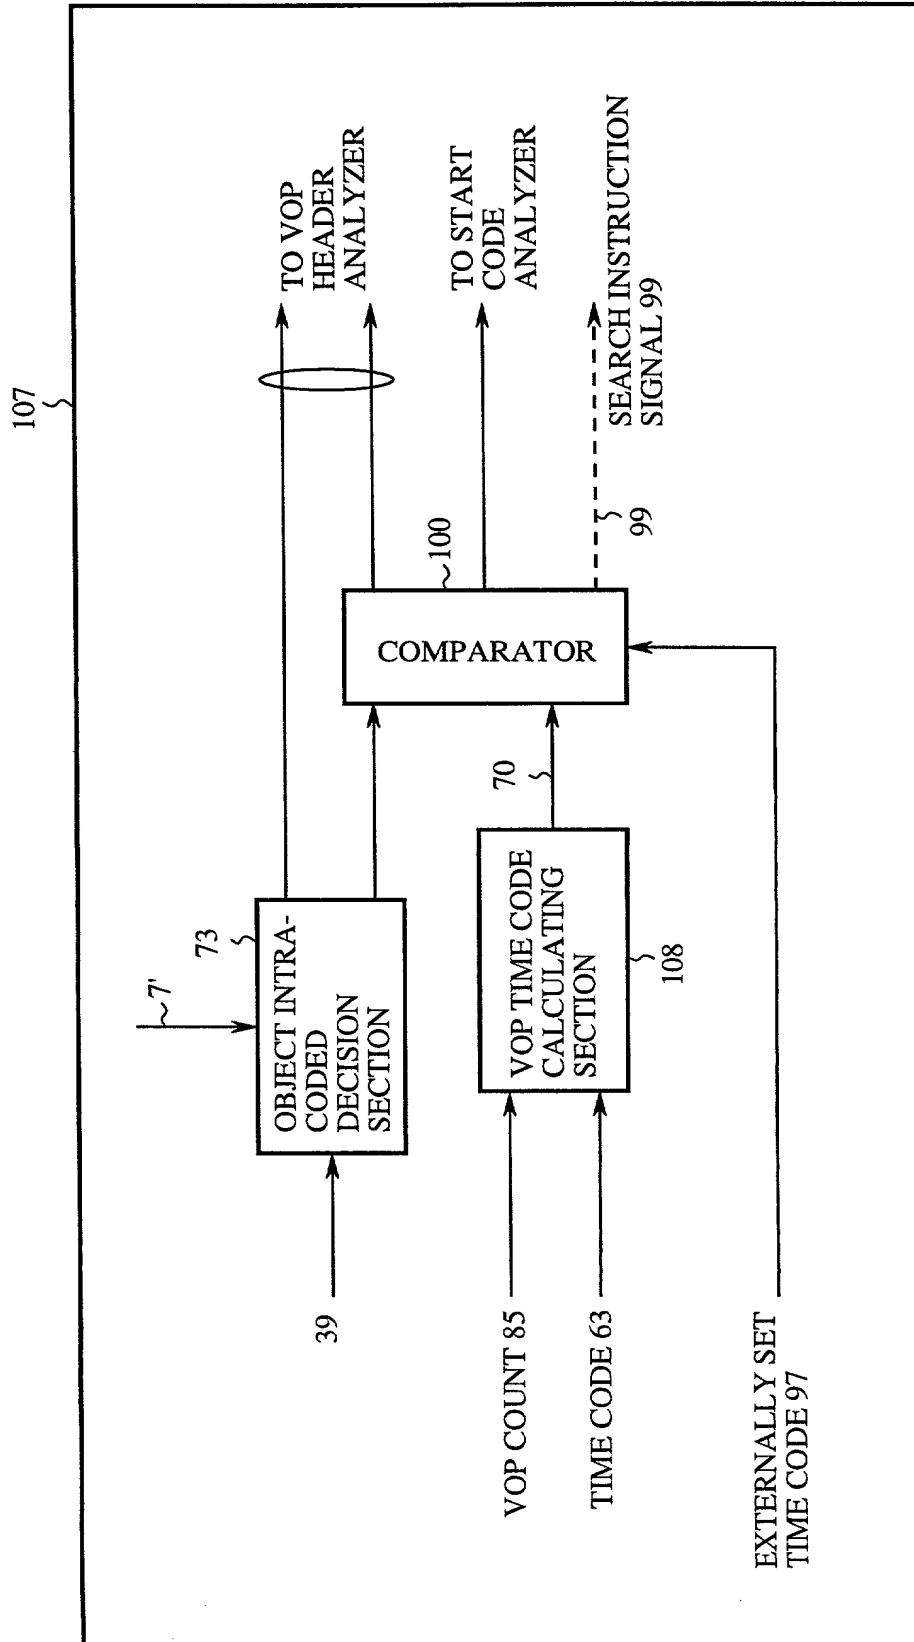 107
7'
39
73
OBJECT INTRA-
CODED
DECISION
SECTION
TO VOP
HEADER
ANALYZER
100
COMPARATOR
TO START
CODE
ANALYZER
99
SEARCH INSTRUCTION
SIGNAL 99
VOP COUNT 85
TIME CODE 63
VOP TIME CODE
CALCULATING
SECTION
108
70
EXTERNALLY SET
TIME CODE 97